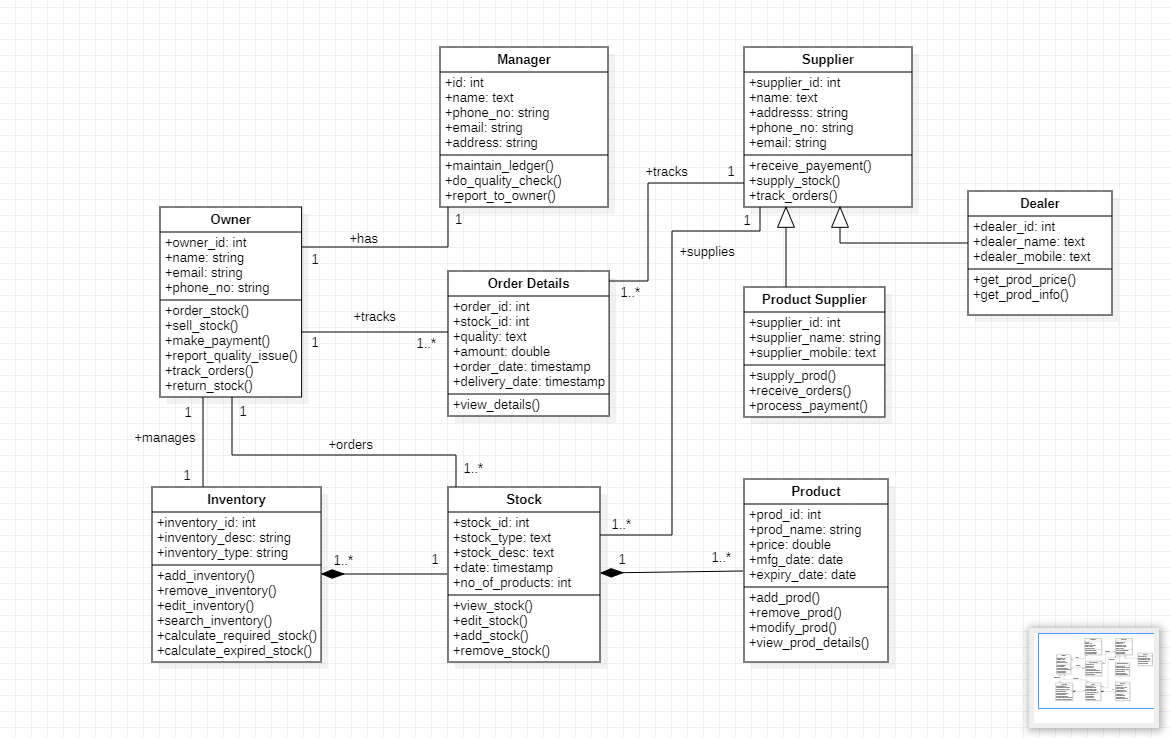 Manager
+id: int
+name: text
+phone_no: string
+email: string
+address: string
+maintain_ledger()
+do_quality_check()
+report_to_owner()
1
Supplier
+supplier_id: int
+name: text
+addresss: string
+phone_no: string
+email: string
+receive_payement()
+supply_stock()
+track_orders()
+tracks
1
1
+supplies
1..*
Dealer
+dealer_id: int
+dealer_name: text
+dealer_mobile: text
+get_prod_price()
+get_prod_info()
Owner
+owner_id: int
+name: string
+email: string
+phone_no: string
+order_stock()
+sell_stock()
+make_payment()
+report_quality_issue()
+track_orders()
+return_stock()
+has
1
+tracks
1
1..*
Order Details
+order_id: int
+stock_id: int
+quality: text
+amount: double
+order_date: timestamp
+delivery_date: timestamp
+view_details()
Product Supplier
+supplier_id: int
+supplier_name: string
+supplier_mobile: text
+supply_prod()
+receive_orders()
+process_payment()
1
1
+manages
+orders
1
1..*
Inventory
+inventory_id: int
+inventory_desc: string
+inventory_type: string
+add_inventory()
+remove_inventory()
+edit_inventory()
+search_inventory()
+calculate_required_stock()
+calculate_expired_stock()
1..*
1
Stock
+stock_id: int
+stock_type: text
+stock_desc: text
+date: timestamp
+no_of_products: int
+view_stock()
+edit_stock()
+add_stock()
+remove_stock()
1..*
1
1..*
Product
+prod_id: int
+prod_name: string
+price: double
+mfg_date: date
+expiry_date: date
+add_prod()
+remove_prod()
+modify_prod()
+view_prod_details()